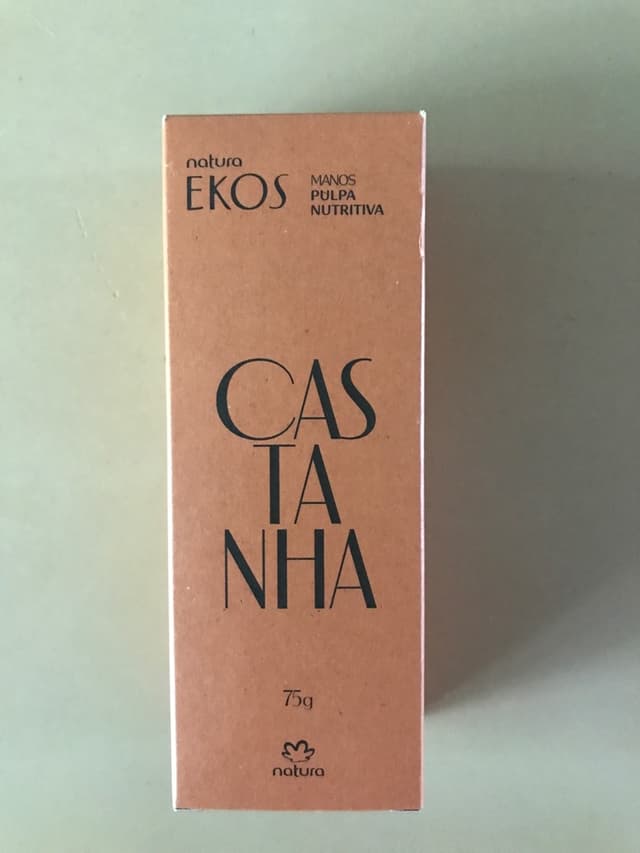 natura
EKOS
MANOS
PULPA
NUTRITIVA
CAS
TA
NHA
75g
natura